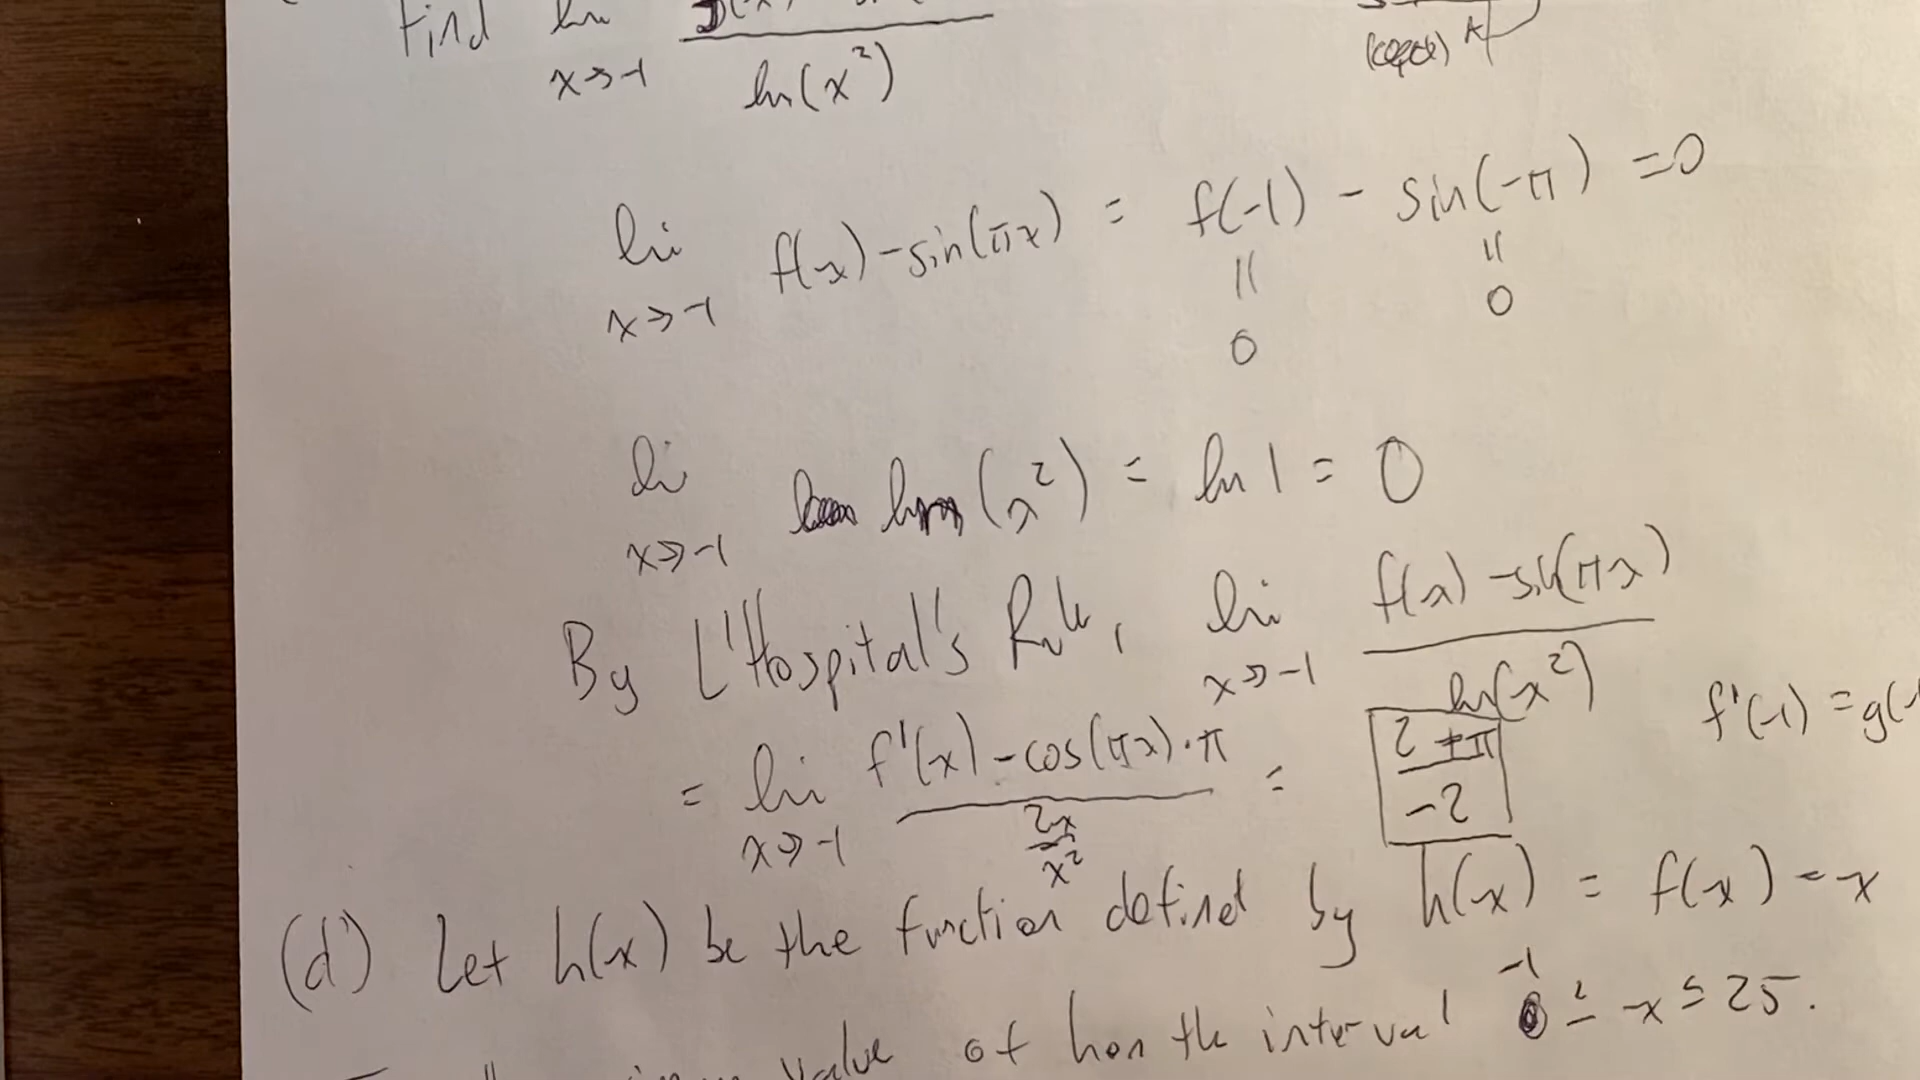 Find lim
x→-1 ln(x²)
lim f(x)-sin(πx) = f(-1) - sin(-π) = 0
x→-1 || ||
0 0
lim ln(x²) = ln 1 = 0
x→-1
By L'Hospital's Rule, lim f(x)-sin(πx)
x→-1 ln(x²)
= lim f'(x)-cos(πx)·π = 2+π f'(-1) = g(-
x→-1 2x/x² -2
(d) Let h(x) be the function defined by h(x) = f(x) - x
value of h on the interval -1 ≤ x ≤ 25.